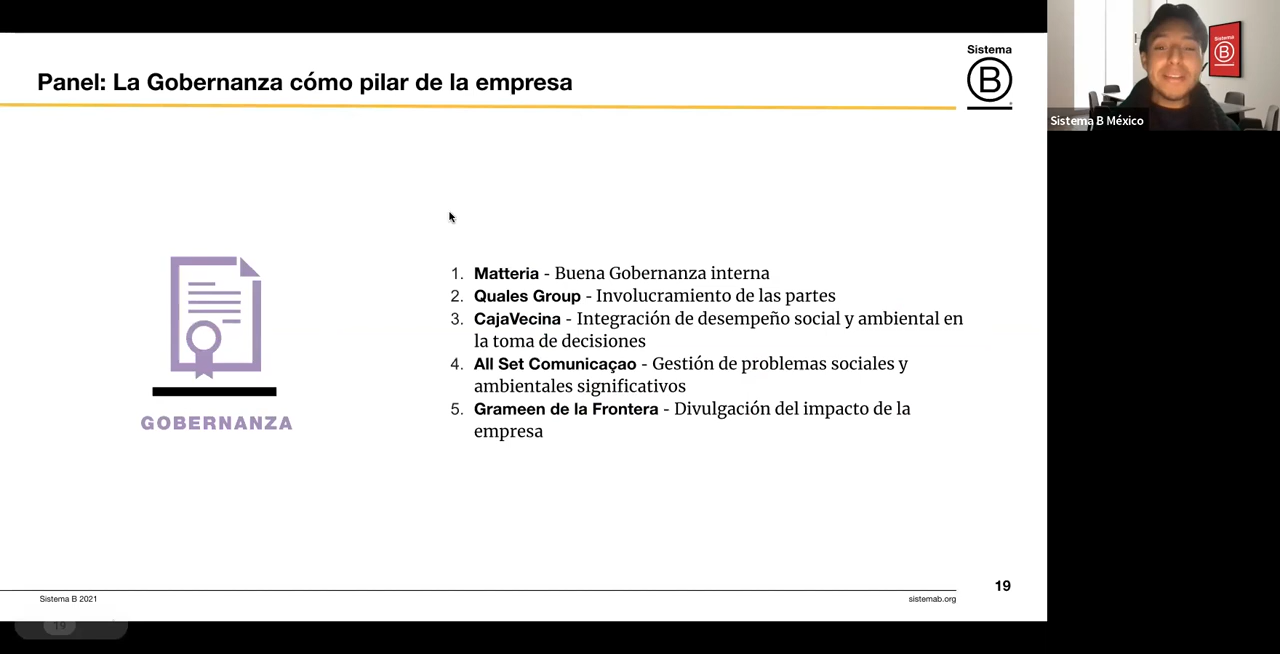 Panel: La Gobernanza cómo pilar de la empresa
Sistema
B
Sistema
B
Sistema B México
1. Matteria - Buena Gobernanza interna
2. Quales Group - Involucramiento de las partes
3. CajaVecina - Integración de desempeño social y ambiental en
la toma de decisiones
4. All Set Comunicaçao - Gestión de problemas sociales y
ambientales significativos
5. Grameen de la Frontera - Divulgación del impacto de la
empresa
GOBERNANZA
19
Sistema B 2021
sistemab.org
19